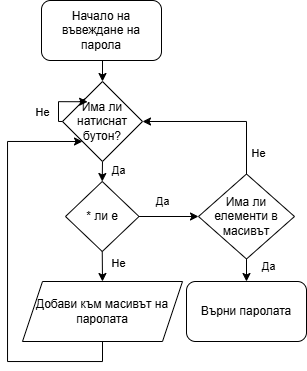 Начало на
въвеждане на
парола
Не
Има ли
натиснат
бутон?
Да
Не
* ли е
Да
Има ли
елементи в
масивът
Не
Да
Добави към масивът на
паролата
Върни паролата